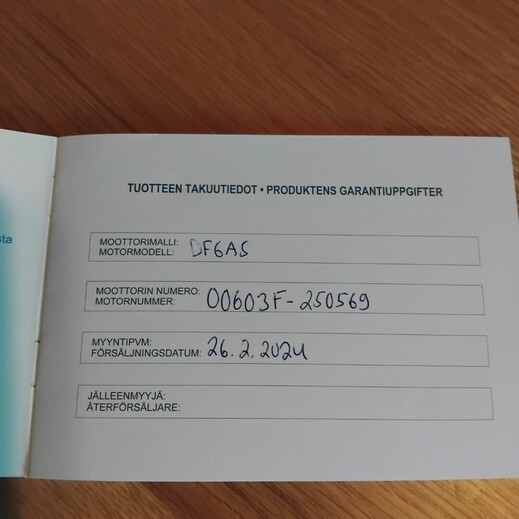 sta
TUOTTEEN TAKUUTIEDOT • PRODUKTENS GARANTIUPPGIFTER
MOOTTORIMALLI:
MOTORMODELL: DF6AS
MOOTTORIN NUMERO:
MOTORNUMMER: 00603F-250569
MYYNTIPVM:
FÖRSÄLJNINGSDATUM: 26.2.2024
JÄLLEENMYYJÄ:
ÅTERFÖRSÄLJARE: